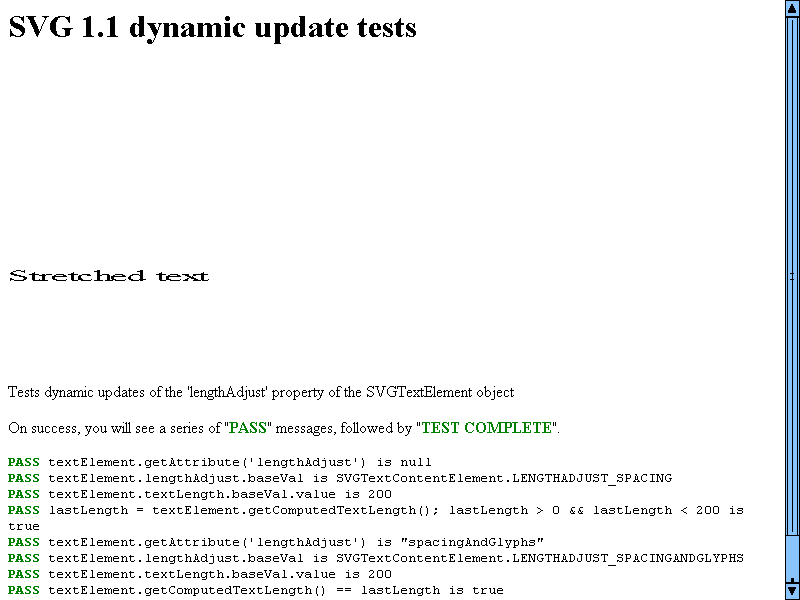 SVG 1.1 dynamic update tests
Stretched text
Tests dynamic updates of the 'lengthAdjust' property of the SVGTextElement object
On success, you will see a series of "PASS" messages, followed by "TEST COMPLETE".
PASS textElement.getAttribute('lengthAdjust') is null
PASS textElement.lengthAdjust.baseVal is SVGTextContentElement.LENGTHADJUST_SPACING
PASS textElement.textLength.baseVal.value is 200
PASS lastLength = textElement.getComputedTextLength(); lastLength > 0 && lastLength < 200 is
true
PASS textElement.getAttribute('lengthAdjust') is "spacingAndGlyphs"
PASS textElement.lengthAdjust.baseVal is SVGTextContentElement.LENGTHADJUST_SPACINGANDGLYPHS
PASS textElement.textLength.baseVal.value is 200
PASS textElement.getComputedTextLength() == lastLength is true